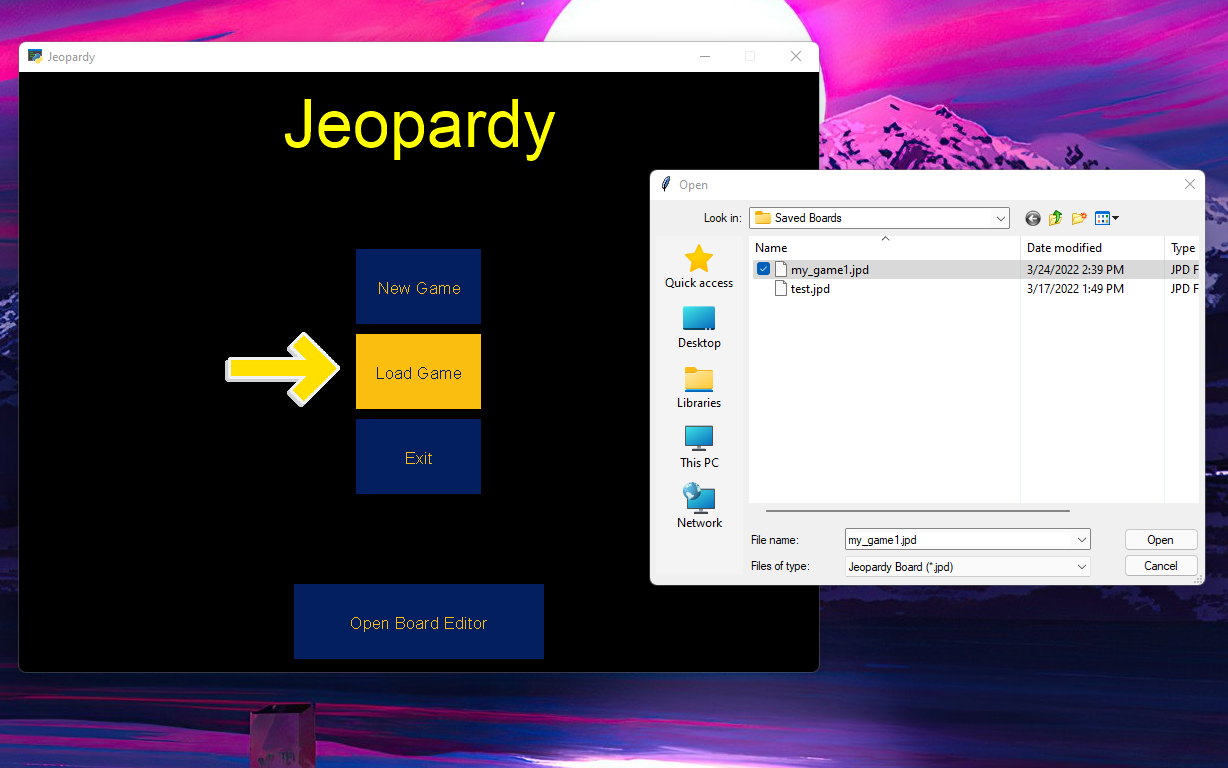 Jeopardy
Jeopardy
New Game
Load Game
Exit
Open Board Editor
Open
Look in: Saved Boards
Quick access
Desktop
Libraries
This PC
Network
Name Date modified Type
my_game1.jpd 3/24/2022 2:39 PM JPD F
test.jpd 3/17/2022 1:49 PM JPD F
File name: my_game1.jpd Open
Files of type: Jeopardy Board (*.jpd) Cancel